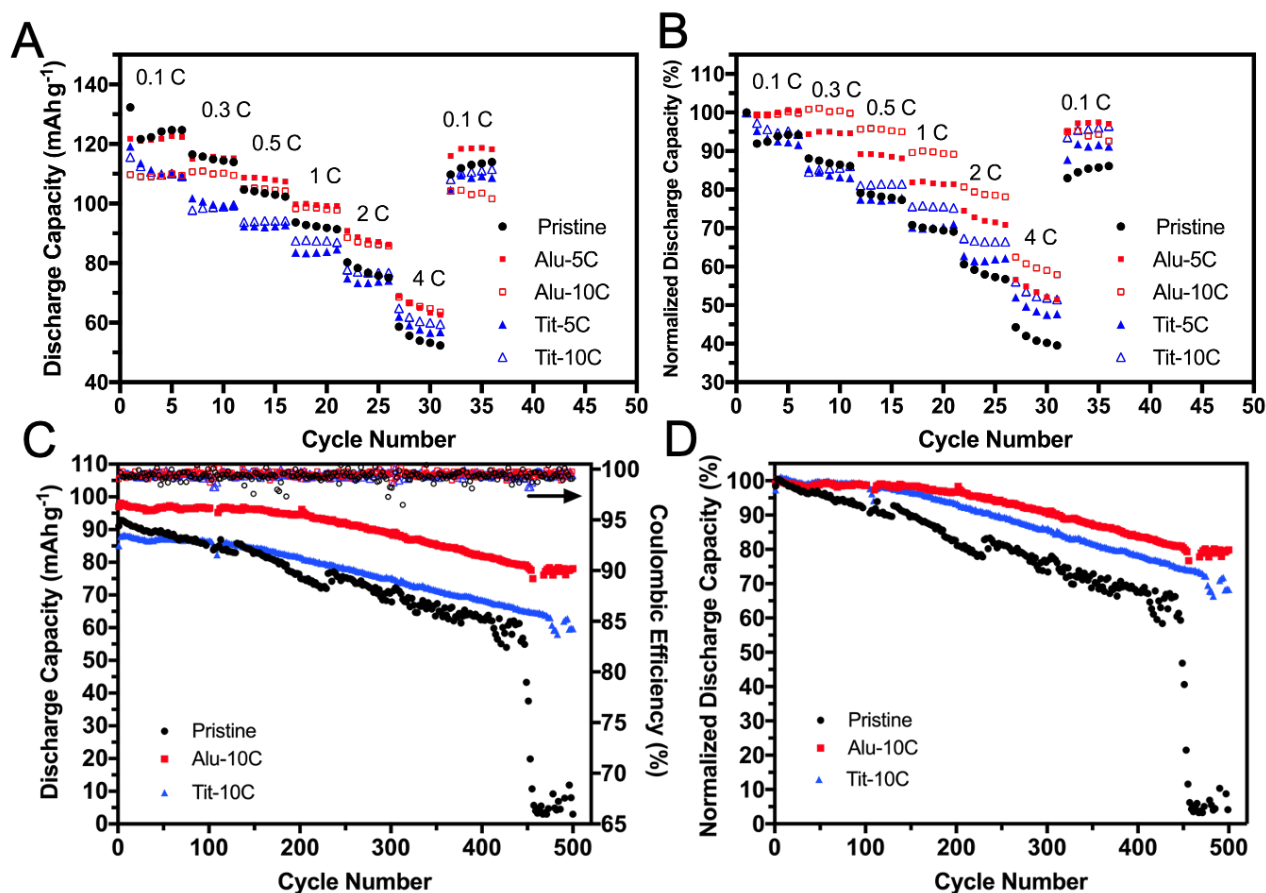 A
Discharge Capacity (mAhg⁻¹)
140
120
100
80
60
40
0.1 C
0.3 C
0.5 C
1 C
2 C
4 C
0.1 C
Pristine
Alu-5C
Alu-10C
Tit-5C
Tit-10C
0 5 10 15 20 25 30 35 40 45 50
Cycle Number
B
Normalized Discharge Capacity (%)
110
100
90
80
70
60
50
40
30
0.1 C
0.3 C
0.5 C
1 C
2 C
4 C
0.1 C
Pristine
Alu-5C
Alu-10C
Tit-5C
Tit-10C
0 5 10 15 20 25 30 35 40 45 50
Cycle Number
C
Discharge Capacity (mAhg⁻¹)
110
100
90
80
70
60
50
40
30
20
10
0
Pristine
Alu-10C
Tit-10C
100
95
90
85
80
75
70
65
Coulombic Efficiency (%)
0 100 200 300 400 500
Cycle Number
D
Normalized Discharge Capacity (%)
100
90
80
70
60
50
40
30
20
10
0
Pristine
Alu-10C
Tit-10C
0 100 200 300 400 500
Cycle Number